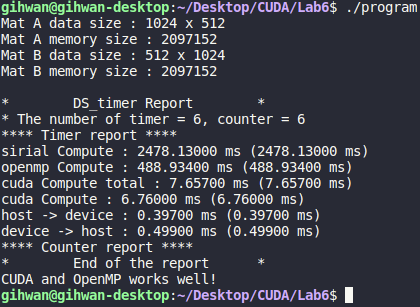 gihwan@gihwan-desktop:~/Desktop/CUDA/Lab6$ ./program
Mat A data size : 1024 x 512
Mat A memory size : 2097152
Mat B data size : 512 x 1024
Mat B memory size : 2097152

*        DS_timer Report        *
* The number of timer = 6, counter = 6
**** Timer report ****
sirial Compute : 2478.13000 ms (2478.13000 ms)
openmp Compute : 488.93400 ms (488.93400 ms)
cuda Compute total : 7.65700 ms (7.65700 ms)
cuda Compute : 6.76000 ms (6.76000 ms)
host -> device : 0.39700 ms (0.39700 ms)
device -> host : 0.49900 ms (0.49900 ms)
**** Counter report ****
*        End of the report        *
CUDA and OpenMP works well!
gihwan@gihwan-desktop:~/Desktop/CUDA/Lab6$